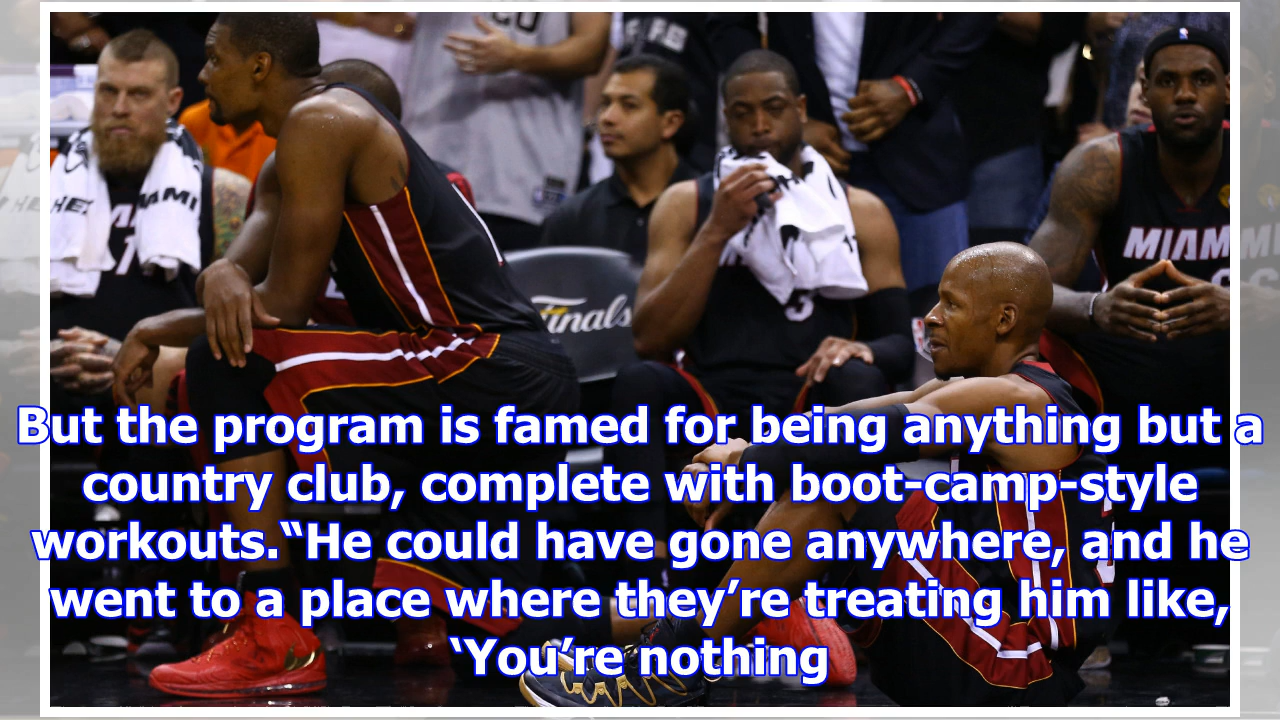 MIAMI
Finals
3
MIAM
But the program is famed for being anything but a
country club, complete with boot-camp-style
workouts.“He could have gone anywhere, and he
went to a place where they’re treating him like,
‘You’re nothing